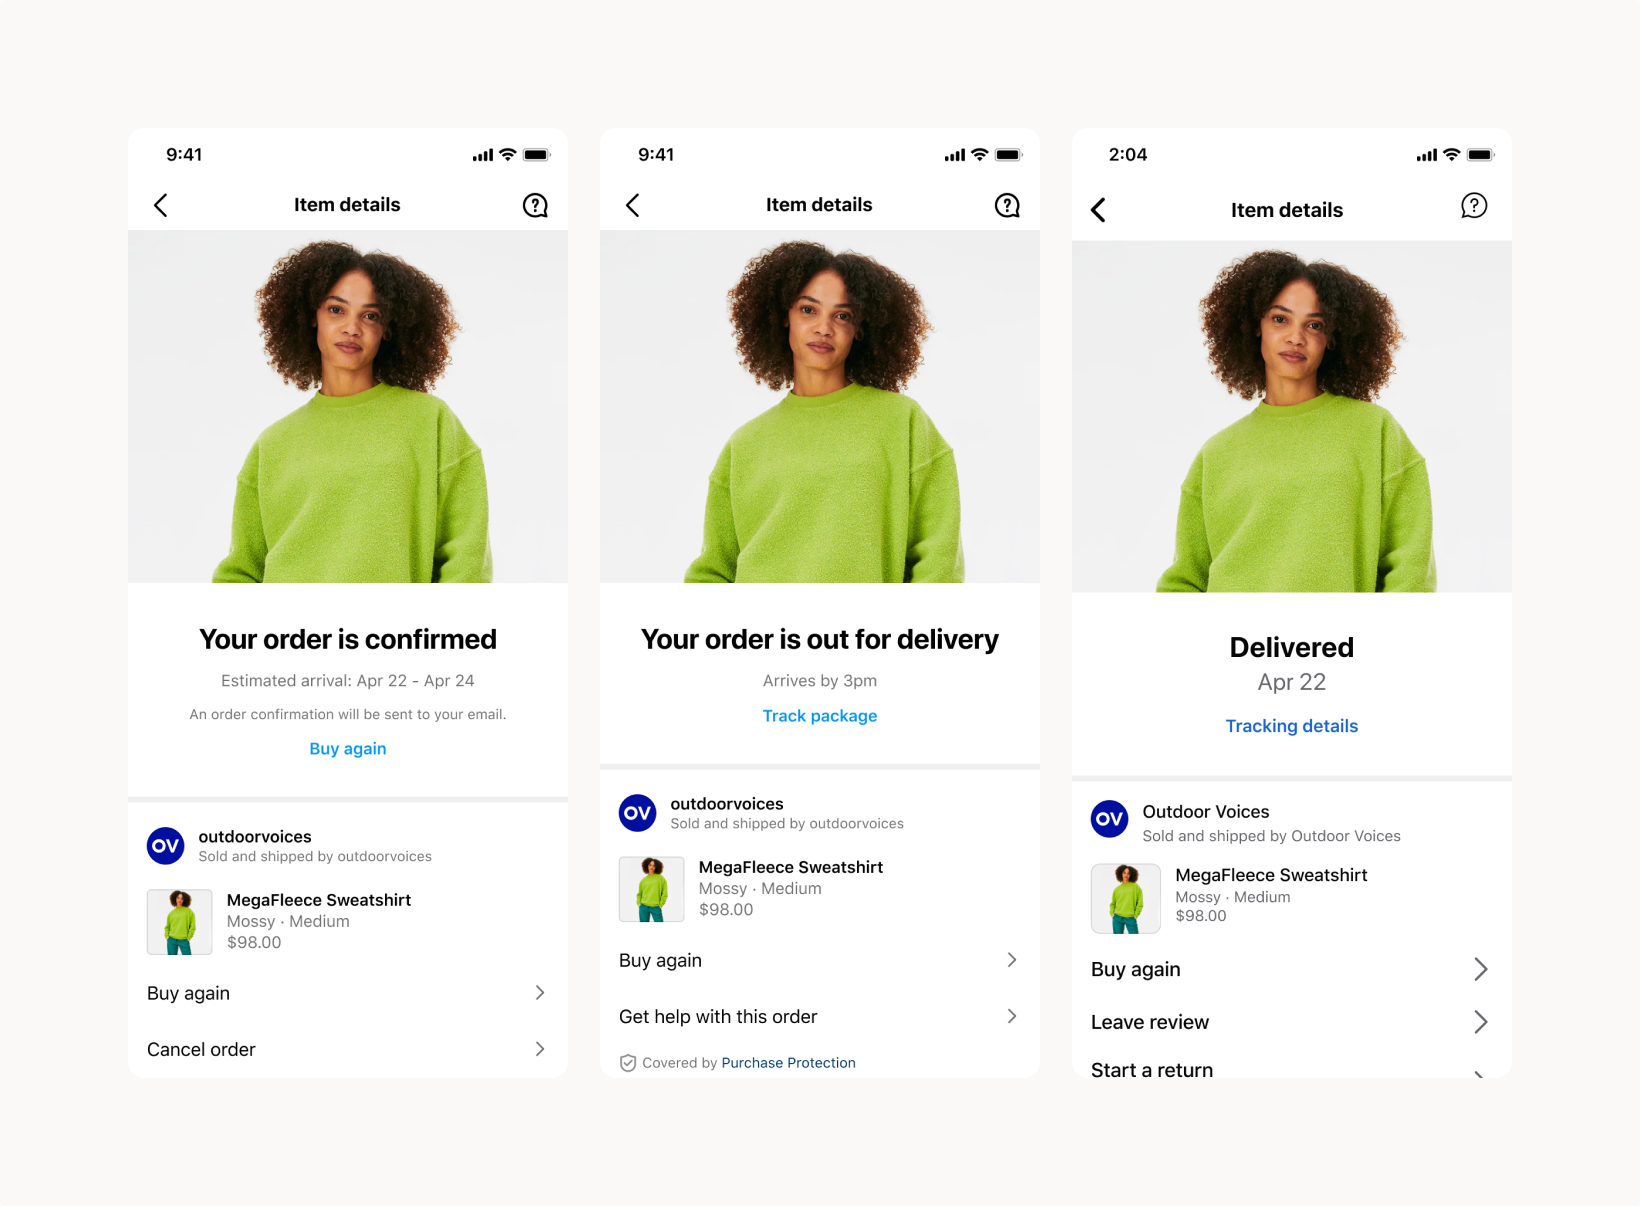 9:41
Item details
Your order is confirmed
Estimated arrival: Apr 22 - Apr 24
An order confirmation will be sent to your email.
Buy again
OV
outdoorvoices
Sold and shipped by outdoorvoices
MegaFleece Sweatshirt
Mossy · Medium
$98.00
Buy again
Cancel order
9:41
Item details
Your order is out for delivery
Arrives by 3pm
Track package
OV
outdoorvoices
Sold and shipped by outdoorvoices
MegaFleece Sweatshirt
Mossy · Medium
$98.00
Buy again
Get help with this order
Covered by Purchase Protection
2:04
Item details
Delivered
Apr 22
Tracking details
OV
Outdoor Voices
Sold and shipped by Outdoor Voices
MegaFleece Sweatshirt
Mossy · Medium
$98.00
Buy again
Leave review
Start a return